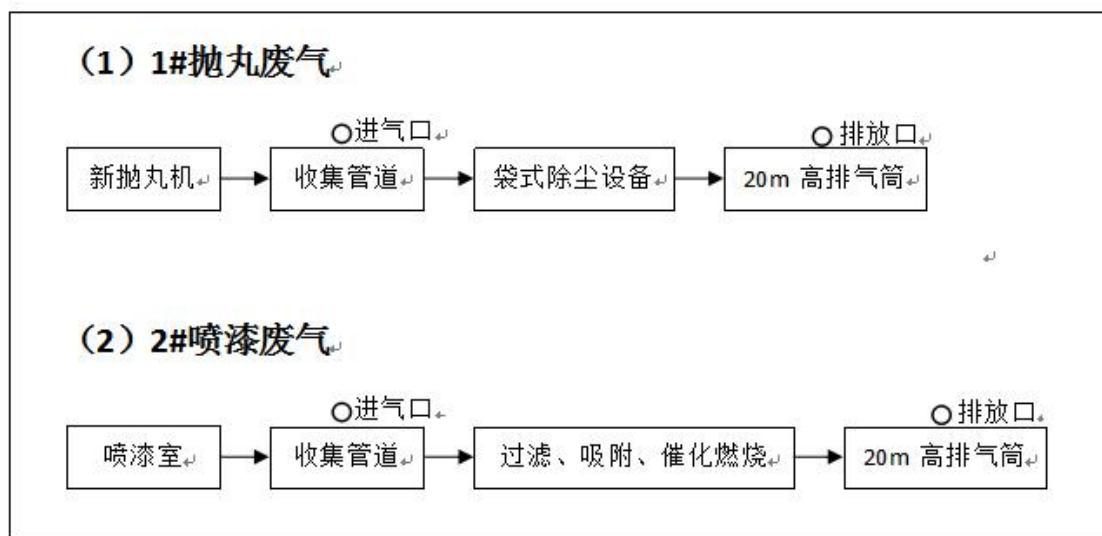 （1）1#抛丸废气
○进气口
○排放口
新抛丸机
收集管道
袋式除尘设备
20m 高排气筒
（2）2#喷漆废气
○进气口
○排放口
喷漆室
收集管道
过滤、吸附、催化燃烧
20m 高排气筒